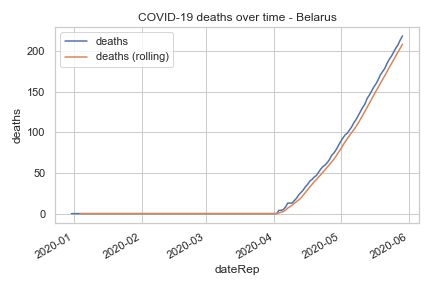 COVID-19 deaths over time - Belarus
deaths
deaths (rolling)
200
150
100
50
0
deaths
2020-01
2020-02
2020-03
2020-04
2020-05
2020-06
dateRep